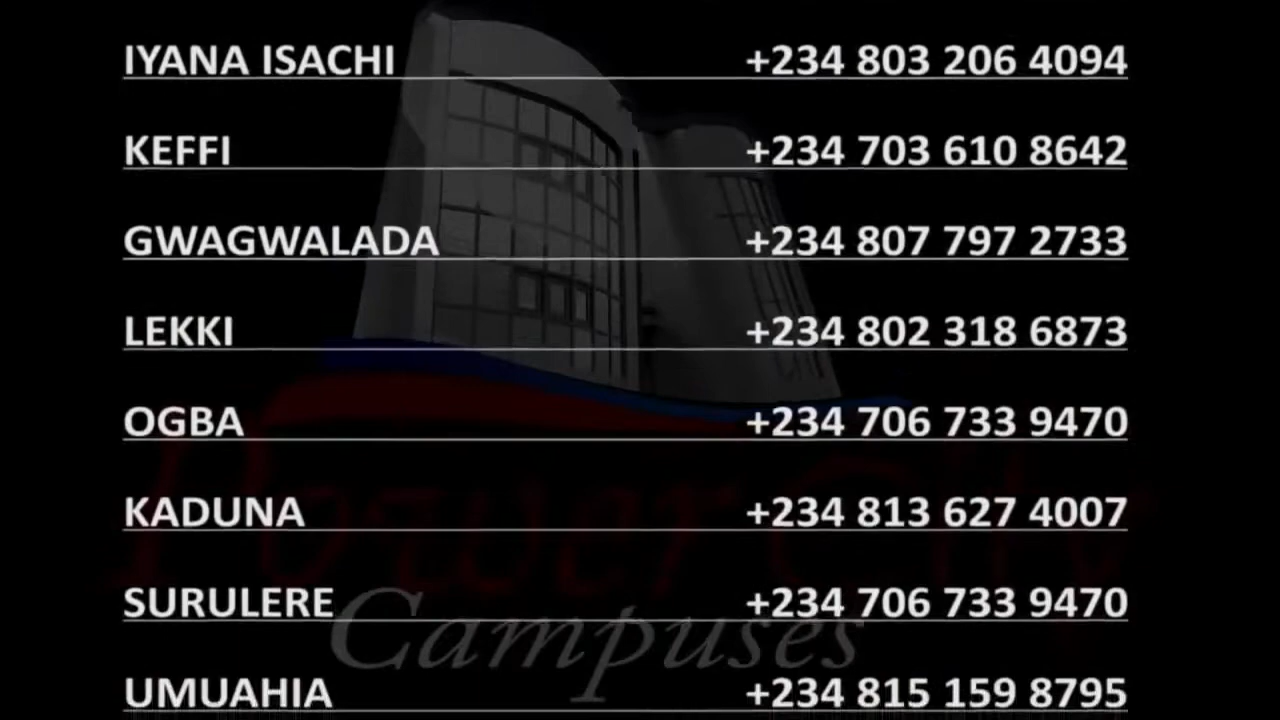 IYANA ISACHI +234 803 206 4094
KEFFI +234 703 610 8642
GWAGWALADA +234 807 797 2733
LEKKI +234 802 318 6873
OGBA +234 706 733 9470
KADUNA +234 813 627 4007
Power City
SURULERE +234 706 733 9470
Campuses
UMUAHIA +234 815 159 8795